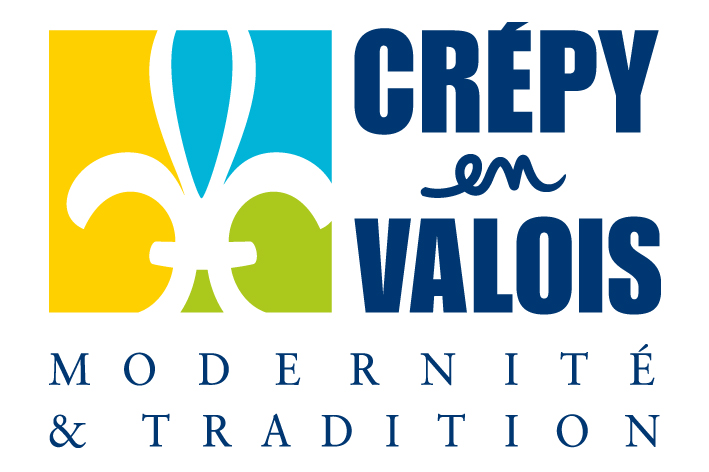 CRÉPY
en
VALOIS
MODERNITÉ
& TRADITION